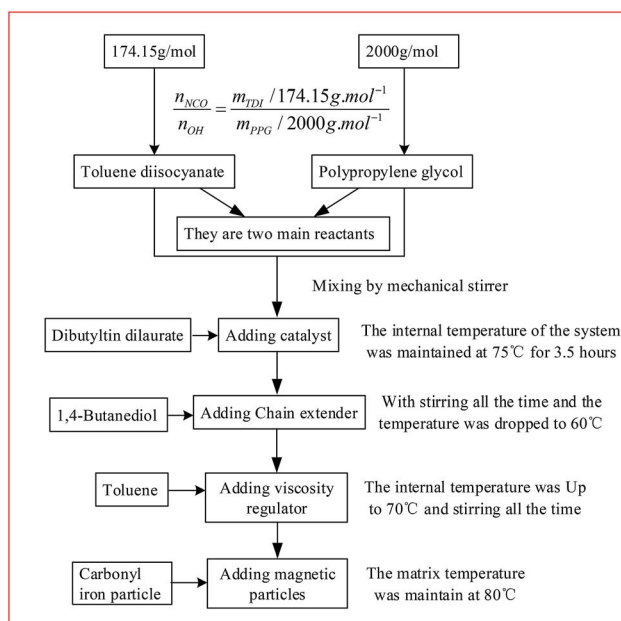 174.15g/mol
2000g/mol
n_NCO / n_OH = (m_TDI / 174.15g.mol⁻¹) / (m_PPG / 2000g.mol⁻¹)
Toluene diisocyanate
Polypropylene glycol
They are two main reactants
Mixing by mechanical stirrer
Dibutyltin dilaurate
Adding catalyst
The internal temperature of the system
was maintained at 75℃ for 3.5 hours
1,4-Butanediol
Adding Chain extender
With stirring all the time and the
temperature was dropped to 60℃
Toluene
Adding viscosity
regulator
The internal temperature was Up
to 70℃ and stirring all the time
Carbonyl
iron particle
Adding magnetic
particles
The matrix temperature
was maintain at 80℃